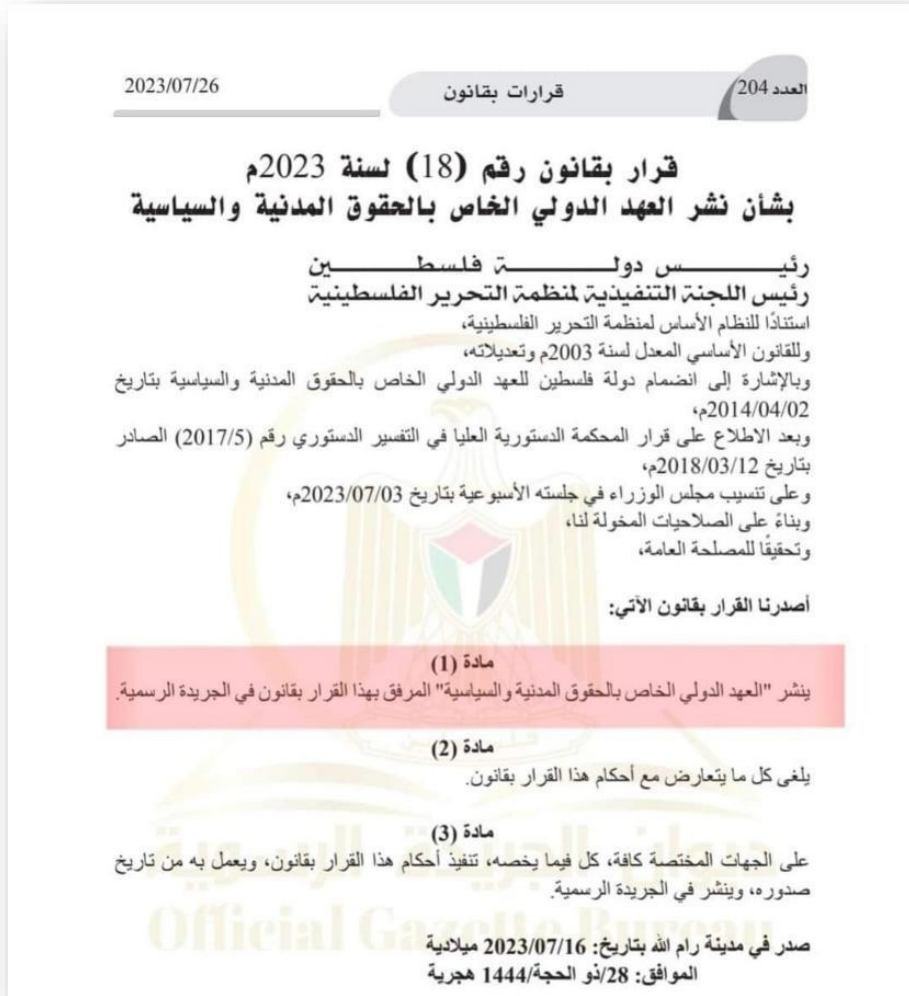 العدد 204
قرارات بقانون
2023/07/26
قرار بقانون رقم (18) لسنة 2023م
بشأن نشر العهد الدولي الخاص بالحقوق المدنية والسياسية
رئيـــــــس دولـــــــة فلسطـــــــين
رئيس اللجنة التنفيذية لمنظمة التحرير الفلسطينية
استنادًا للنظام الأساس لمنظمة التحرير الفلسطينية،
وللقانون الأساسي المعدل لسنة 2003م وتعديلاته،
وبالإشارة إلى انضمام دولة فلسطين للعهد الدولي الخاص بالحقوق المدنية والسياسية بتاريخ
2014/04/02م،
وبعد الاطلاع على قرار المحكمة الدستورية العليا في التفسير الدستوري رقم (2017/5) الصادر
بتاريخ 2018/03/12م،
وعلى تنسيب مجلس الوزراء في جلسته الأسبوعية بتاريخ 2023/07/03م،
وبناءً على الصلاحيات المخولة لنا،
وتحقيقًا للمصلحة العامة،
أصدرنا القرار بقانون الآتي:
مادة (1)
ينشر "العهد الدولي الخاص بالحقوق المدنية والسياسية" المرفق بهذا القرار بقانون في الجريدة الرسمية.
فلسطين
مادة (2)
يلغى كل ما يتعارض مع أحكام هذا القرار بقانون.
مادة (3)
ديوان الجريدة الرسمية
على الجهات المختصة كافة، كل فيما يخصه، تنفيذ أحكام هذا القرار بقانون، ويعمل به من تاريخ
صدوره، وينشر في الجريدة الرسمية.
Official Gazette Bureau
صدر في مدينة رام الله بتاريخ: 2023/07/16 ميلادية
الموافق: 28/ذو الحجة/1444 هجرية